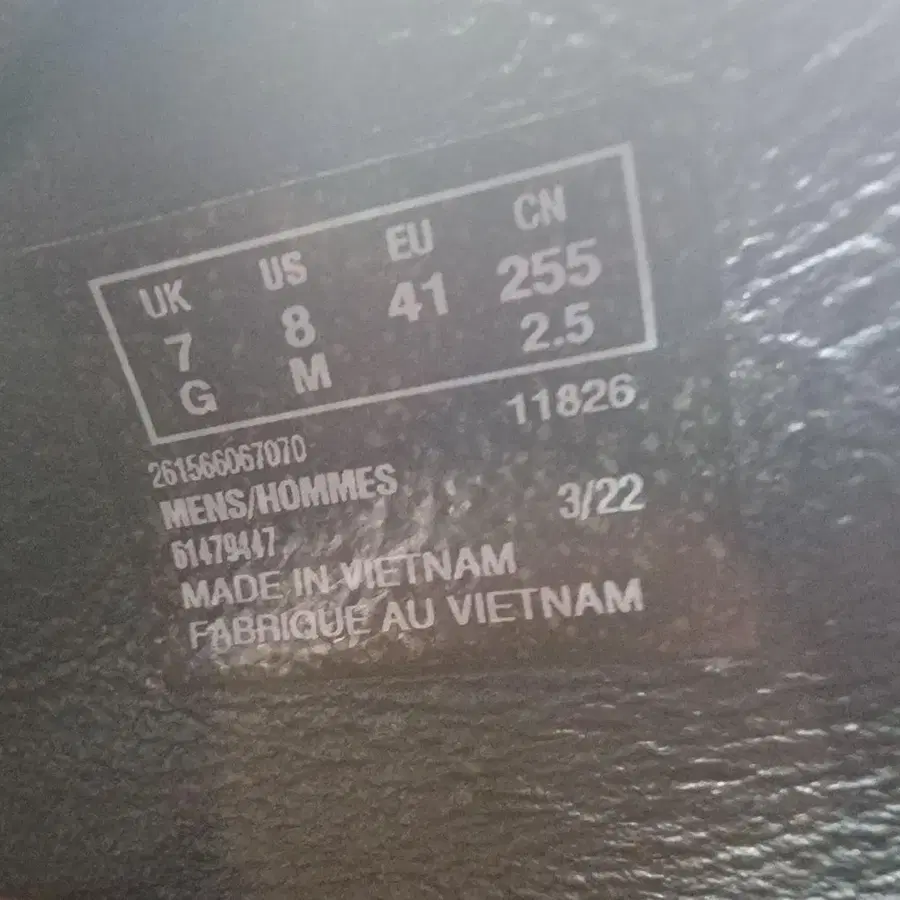 UK US EU CN
7 8 41 255
G M 2.5
11826
261566067070
MENS/HOMMES 3/22
61479447
MADE IN VIETNAM
FABRIQUE AU VIETNAM